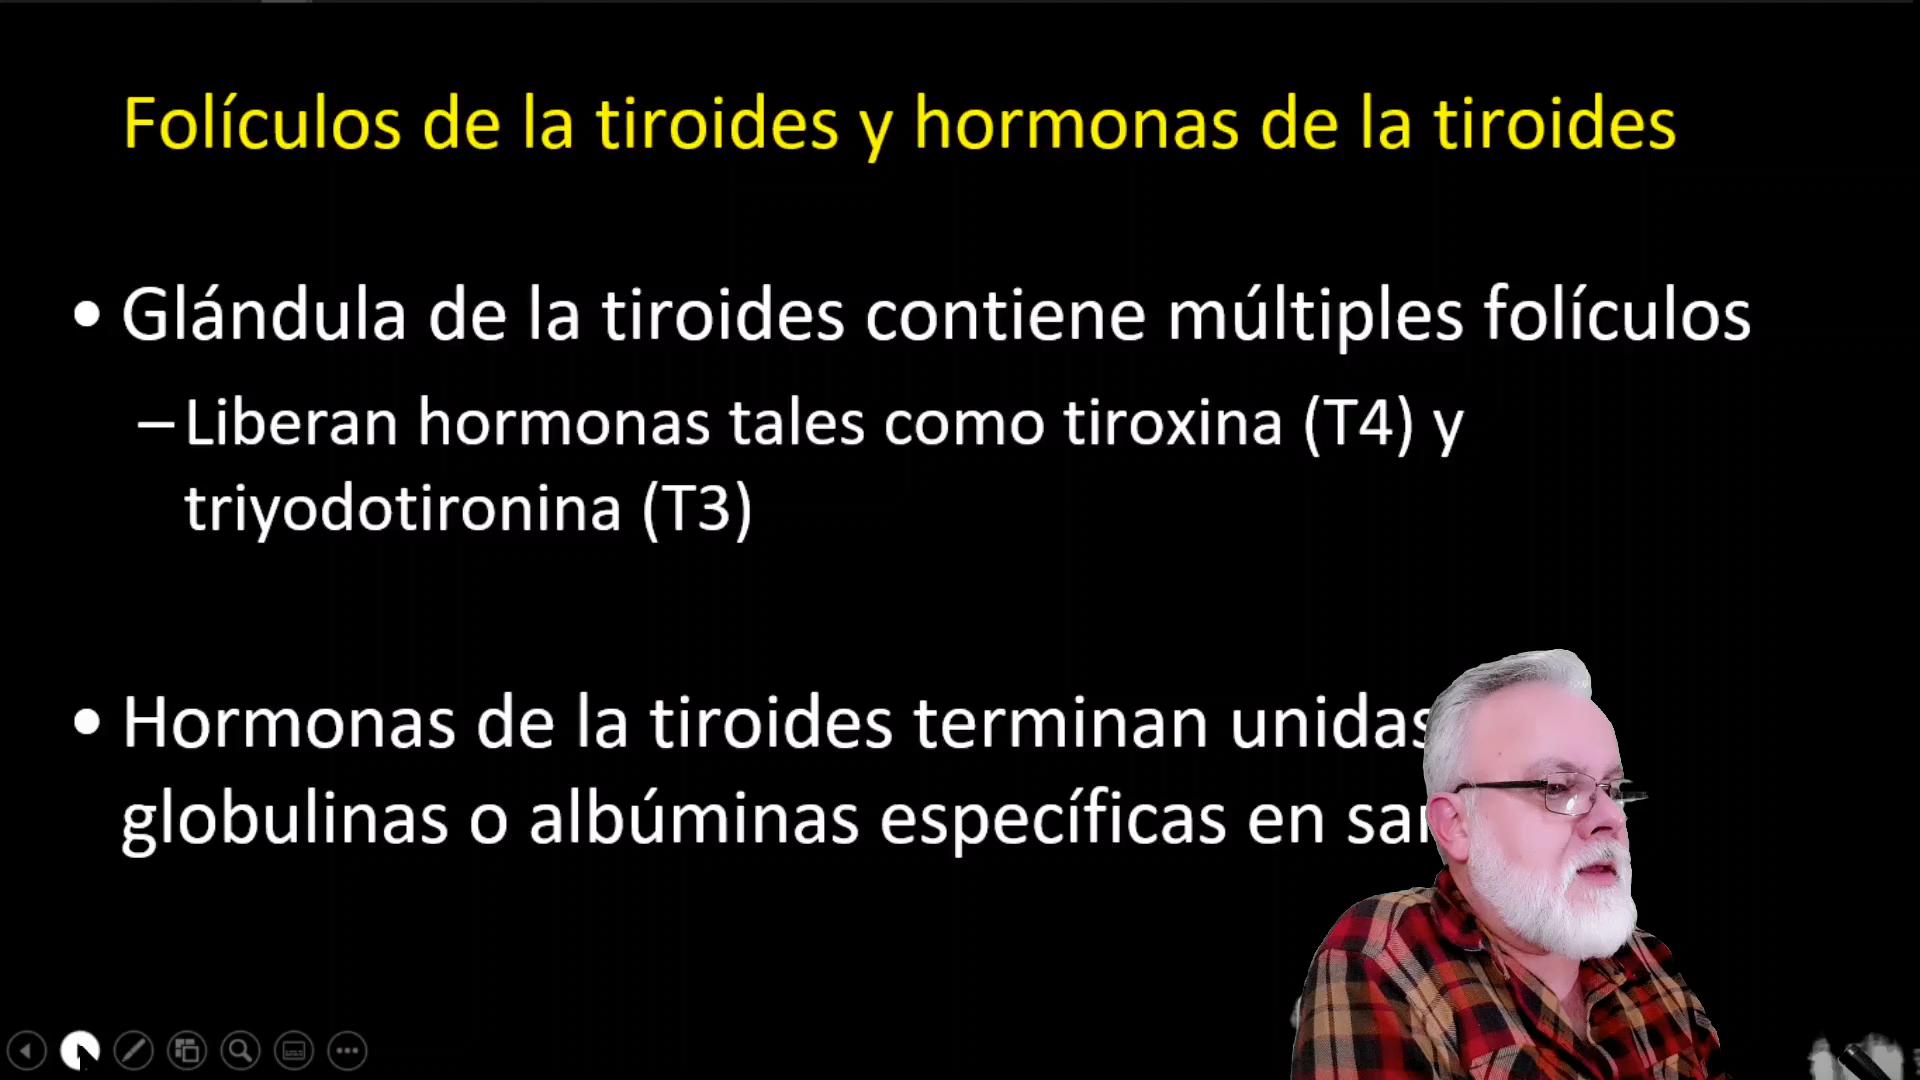 Folículos de la tiroides y hormonas de la tiroides
• Glándula de la tiroides contiene múltiples folículos
– Liberan hormonas tales como tiroxina (T4) y
triyodotironina (T3)
• Hormonas de la tiroides terminan unidas
globulinas o albúminas específicas en